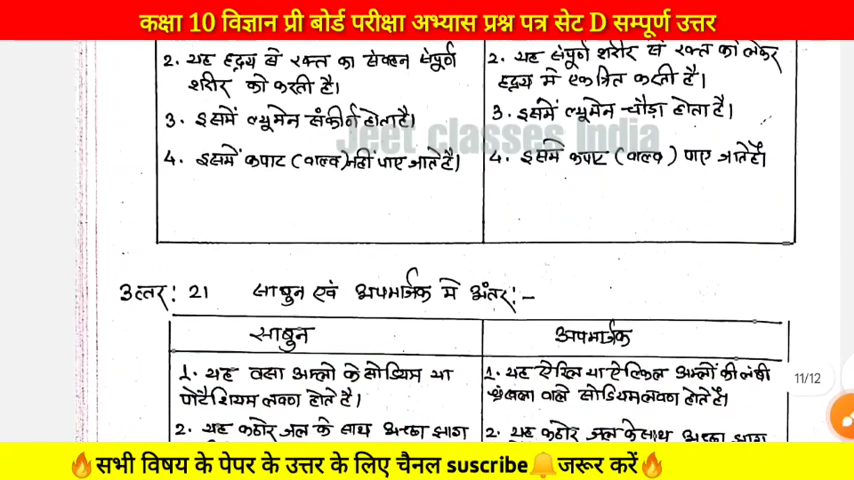 कक्षा 10 विज्ञान प्री बोर्ड परीक्षा अभ्यास प्रश्न पत्र सेट D सम्पूर्ण उत्तर
2. यह हृदय से रक्त का संवहन संपूर्ण
शरीर को करती है।
3. इसमें ल्यूमेन संकीर्ण होता है।
4. इसमें कपाट (वाल्व) नहीं पाए जाते है।
2. यह संपूर्ण शरीर से रक्त को लेकर
हृदय मे एकत्रित करती है।
3. इसमें ल्यूमेन चौड़ा होता है।
4. इसमे कपाट (वाल्व) पाए जाते हैं।
Jeet classes India
उत्तर: 21 साबुन एवं अपमार्जक मे अंतर:-
साबुन
अपमार्जक
1. यह वसा अम्लो के सोडियम या
पोटैशियम लवण होते है।
2. यह कठोर जल के साथ अच्छा झाग
1. यह ऐरिल या ऐल्किल अम्लों की लंबी
श्रृंखला वाले सोडियम लवण होते है।
2. यह कठोर जल के साथ अच्छा झाग
11/12
सभी विषय के पेपर के उत्तर के लिए चैनल suscribe जरूर करें